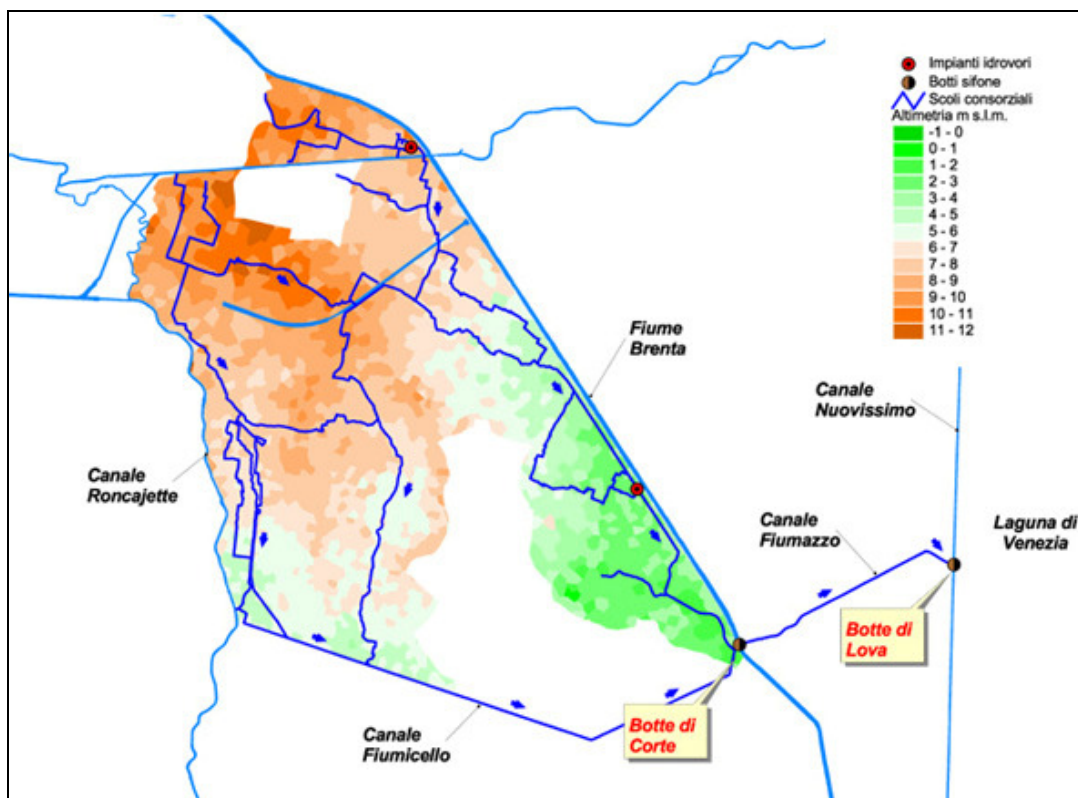 Impianti idrovori
Botti sifone
Scoli consorziali
Altimetria m s.l.m.
-1 - 0
0 - 1
1 - 2
2 - 3
3 - 4
4 - 5
5 - 6
6 - 7
7 - 8
8 - 9
9 - 10
10 - 11
11 - 12
Fiume
Brenta
Canale
Nuovissimo
Canale
Roncajette
Canale
Fiumazzo
Laguna di
Venezia
Botte di
Lova
Botte di
Corte
Canale
Fiumicello